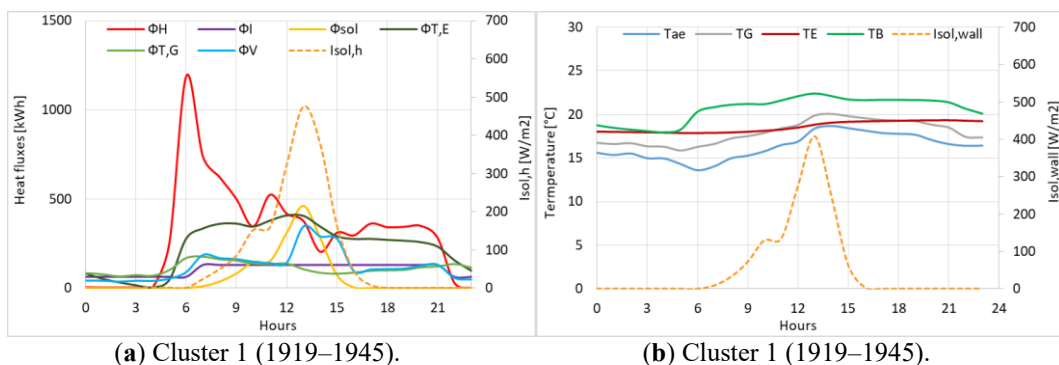 1500
1000
500
0
Heat fluxes [kWh]
ΦH
ΦI
Φsol
ΦT,E
ΦT,G
ΦV
Isol,h
700
600
500
400
300
200
100
0
Isol,h [W/m2]
0
3
6
9
12
15
18
21
Hours
(a) Cluster 1 (1919–1945).
30
25
20
15
10
5
0
Termperature [°C]
Tae
TG
TE
TB
Isol,wall
700
600
500
400
300
200
100
0
Isol,wall [W/m2]
0
3
6
9
12
15
18
21
24
Hours
(b) Cluster 1 (1919–1945).